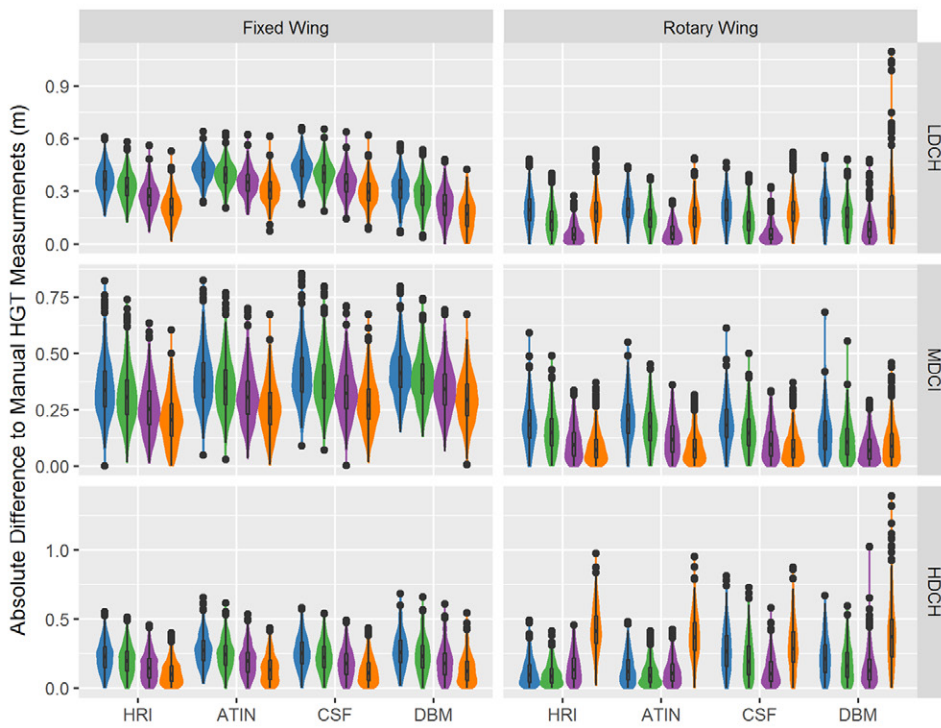 Fixed Wing
Rotary Wing
Absolute Difference to Manual HGT Measurmenets (m)
0.9
0.6
0.3
0.0
LDCH
0.75
0.50
0.25
0.00
MDCI
1.0
0.5
0.0
HDCH
HRI ATIN CSF DBM
HRI ATIN CSF DBM